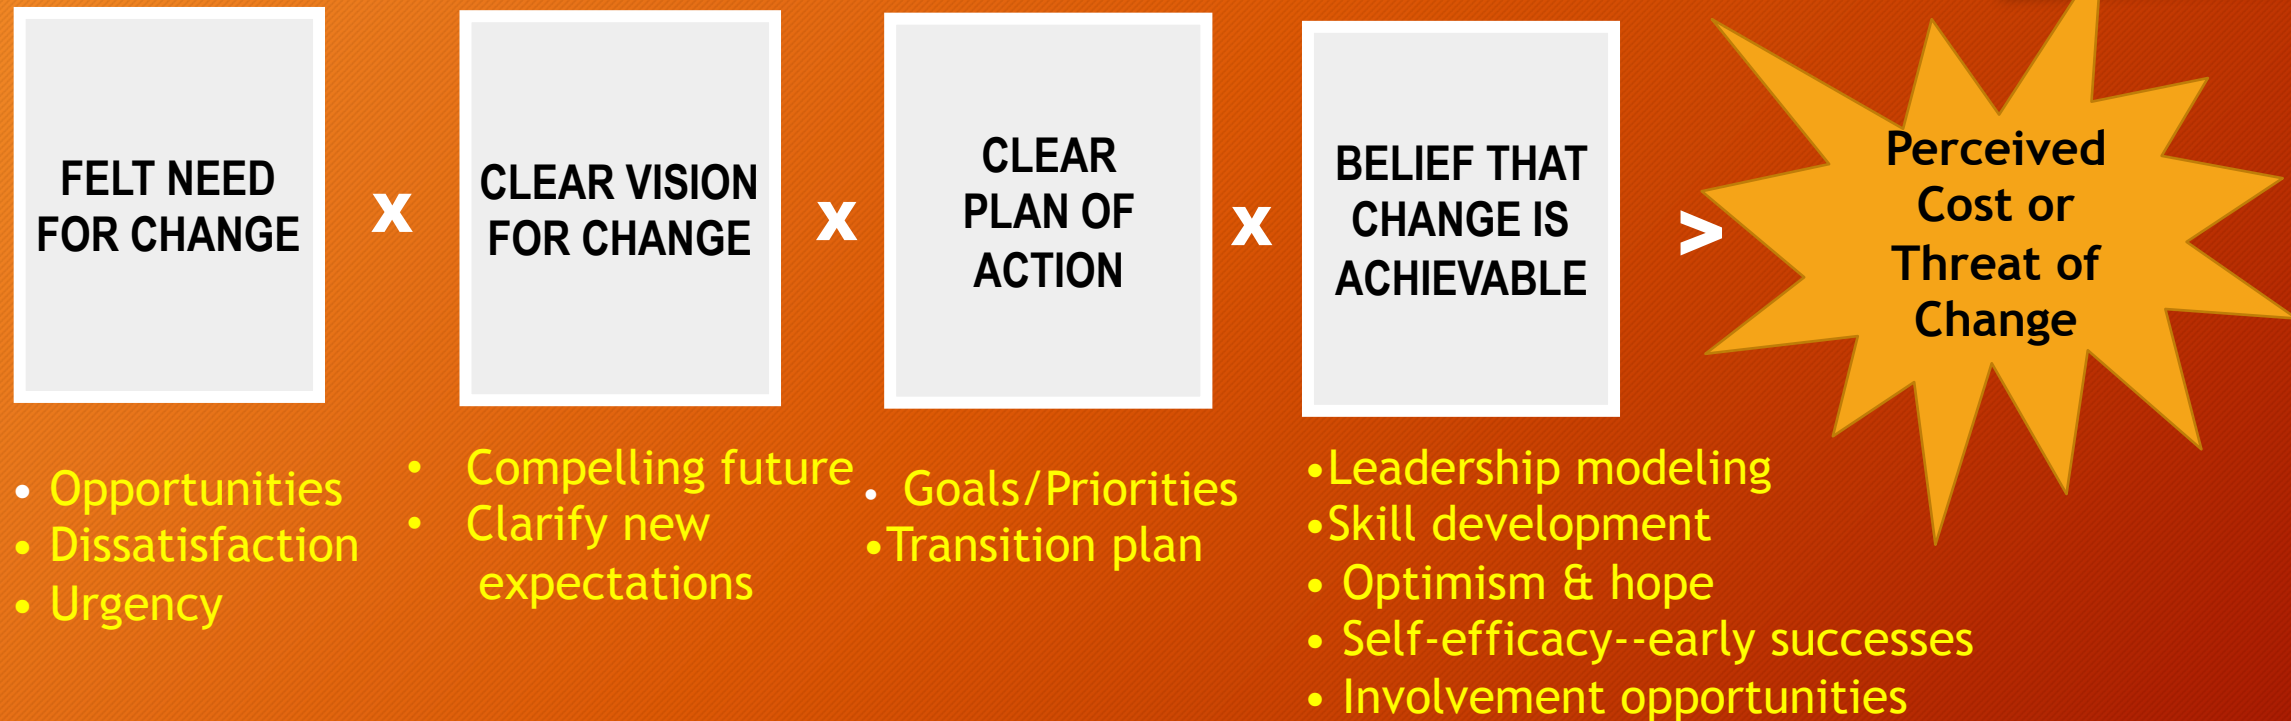 FELT NEED
FOR CHANGE
x
CLEAR VISION
FOR CHANGE
x
CLEAR
PLAN OF
ACTION
x
BELIEF THAT
CHANGE IS
ACHIEVABLE
>
Perceived
Cost or
Threat of
Change
• Opportunities
• Dissatisfaction
• Urgency
• Compelling future
• Clarify new
expectations
• Goals/Priorities
•Transition plan
•Leadership modeling
•Skill development
• Optimism & hope
• Self-efficacy--early successes
• Involvement opportunities